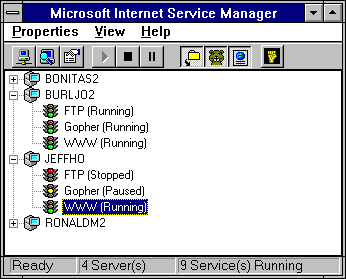 Microsoft Internet Service Manager
Properties View Help
BONITAS2
BURLJO2
FTP (Running)
Gopher (Running)
WWW (Running)
JEFFHO
FTP (Stopped)
Gopher (Paused)
WWW (Running)
RONALDM2
Ready 4 Server(s) 9 Service(s) Running